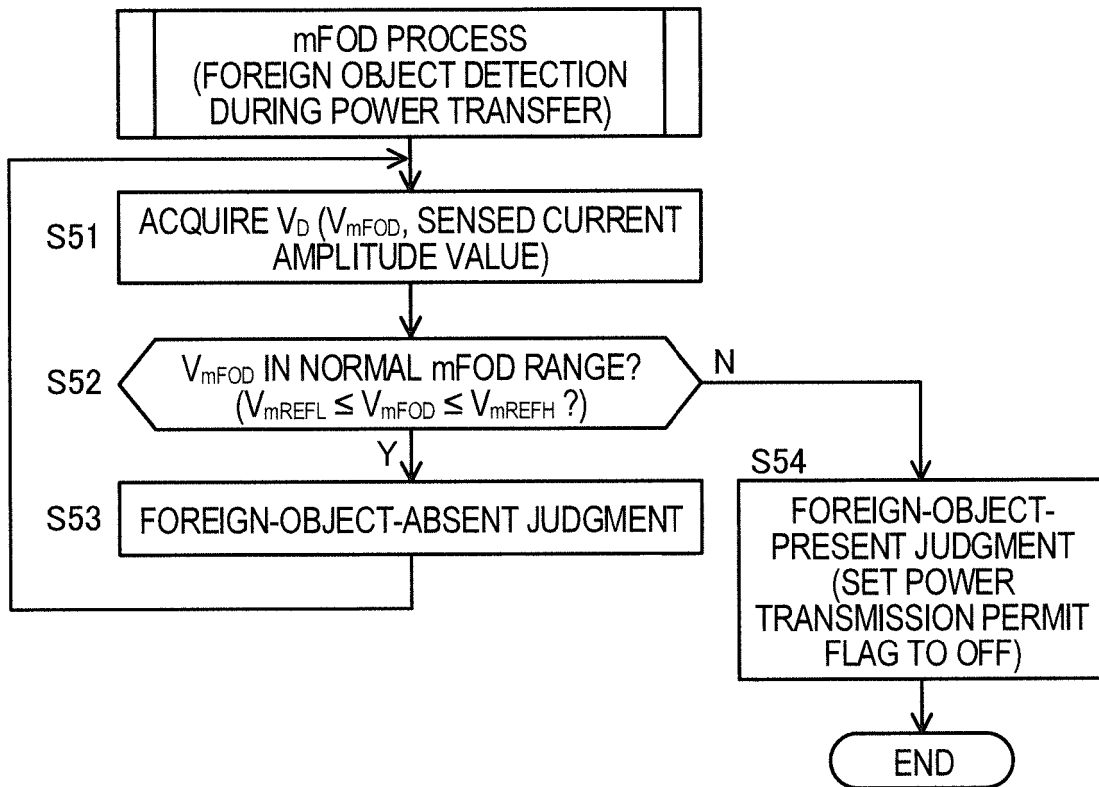 mFOD PROCESS
(FOREIGN OBJECT DETECTION
DURING POWER TRANSFER)
S51
ACQUIRE VD (VmFOD, SENSED CURRENT
AMPLITUDE VALUE)
S52
VmFOD IN NORMAL mFOD RANGE?
(VmREFL ≤ VmFOD ≤ VmREFH ?)
N
Y
S53
FOREIGN-OBJECT-ABSENT JUDGMENT
S54
FOREIGN-OBJECT-
PRESENT JUDGMENT
(SET POWER
TRANSMISSION PERMIT
FLAG TO OFF)
END